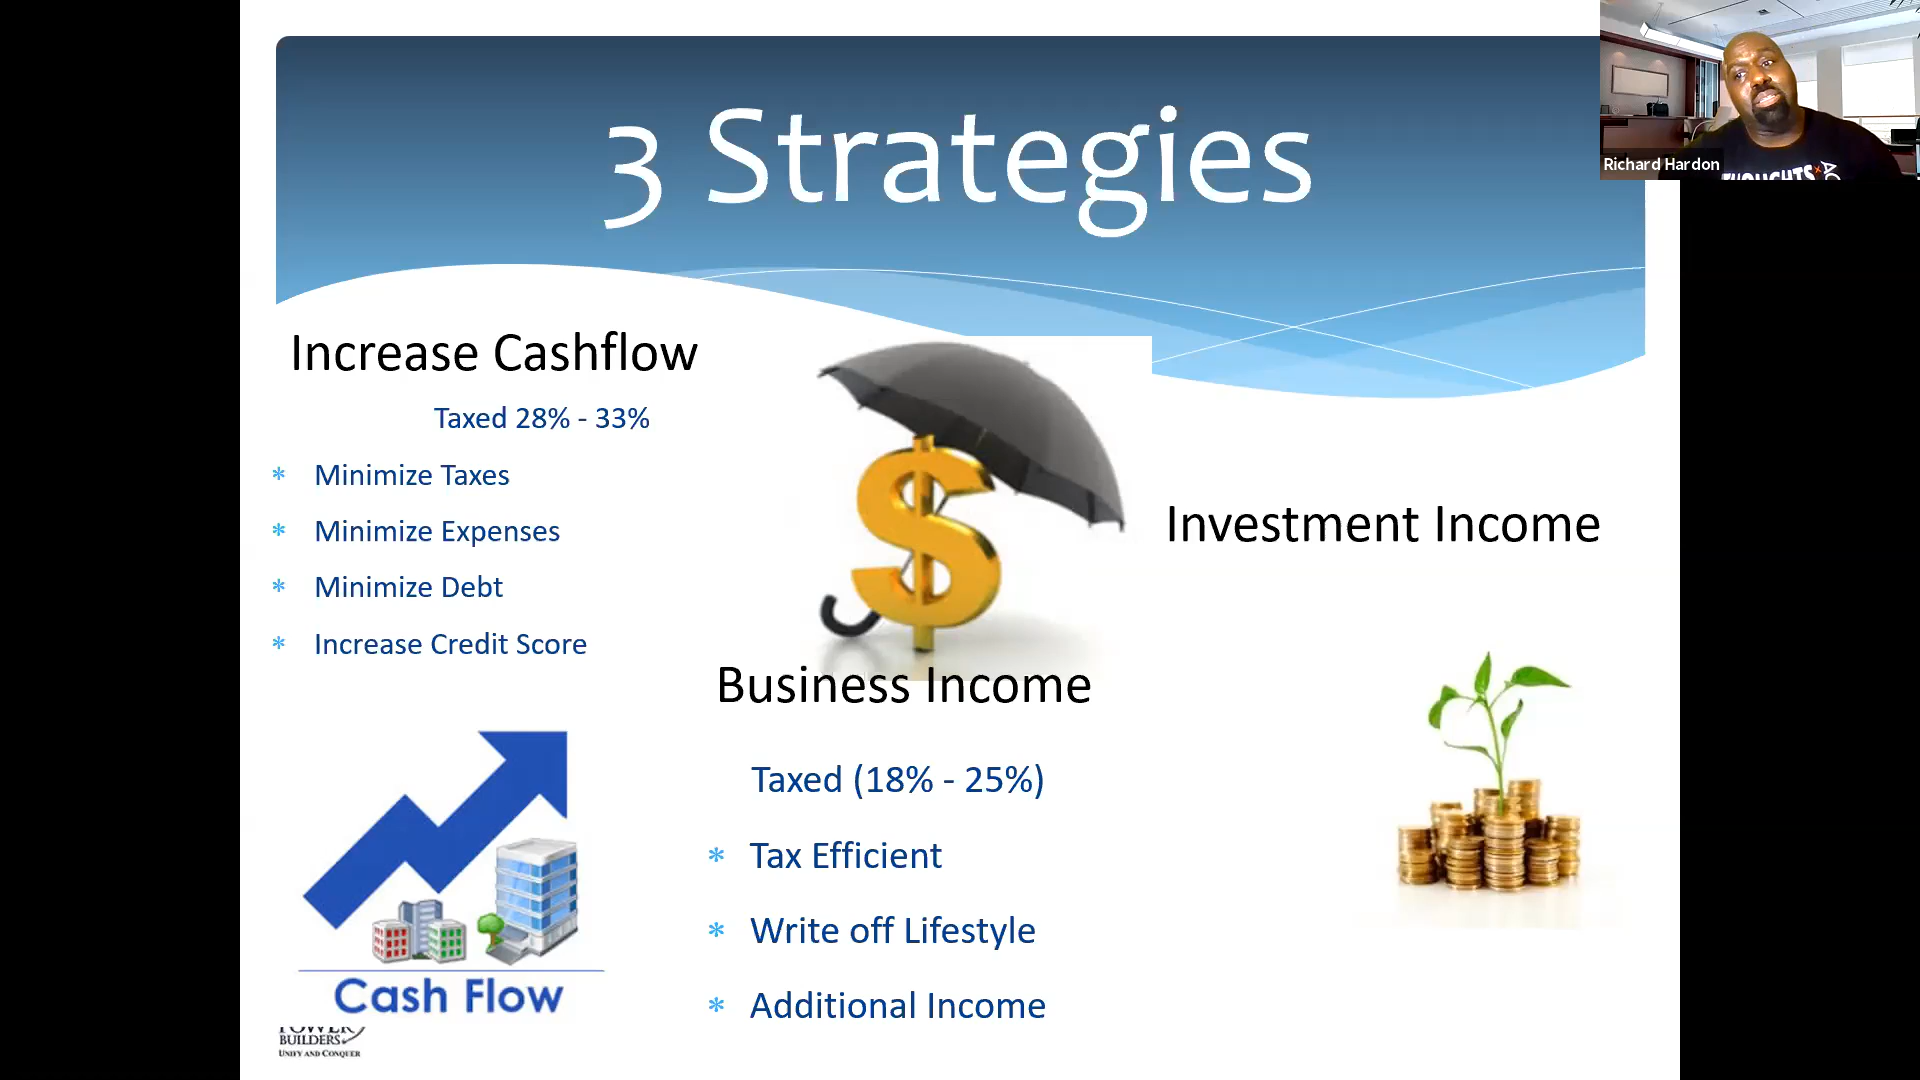 3 Strategies
Richard Hardon
Increase Cashflow
Taxed 28% - 33%
* Minimize Taxes
* Minimize Expenses
* Minimize Debt
* Increase Credit Score
Cash Flow
BUILDERS
UNIFY AND CONQUER
Business Income
Taxed (18% - 25%)
* Tax Efficient
* Write off Lifestyle
* Additional Income
Investment Income